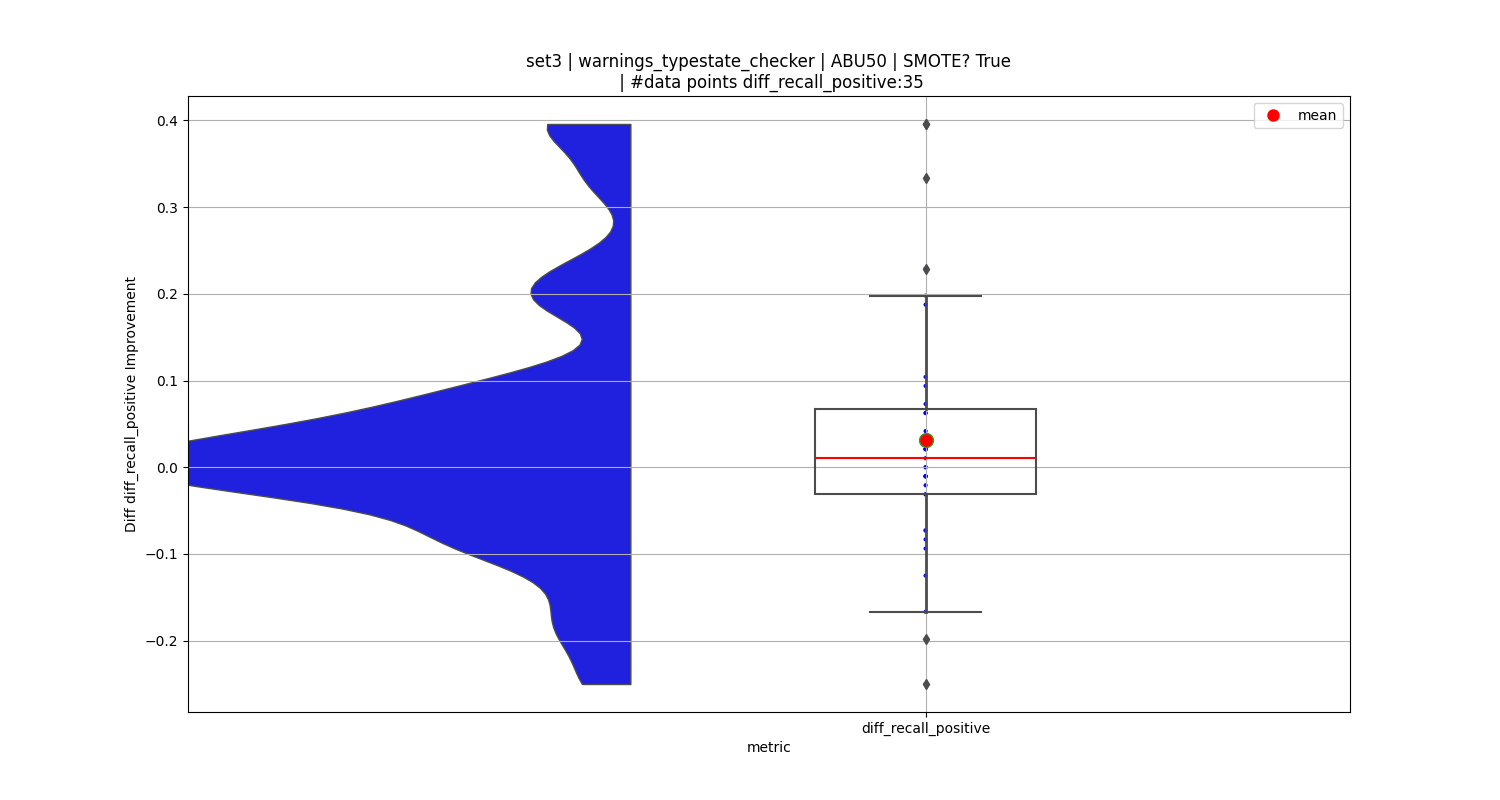 set3 | warnings_typestate_checker | ABU50 | SMOTE? True
| #data points diff_recall_positive:35
mean
0.4
0.3
0.2
0.1
0.0
−0.1
−0.2
Diff diff_recall_positive Improvement
diff_recall_positive
metric